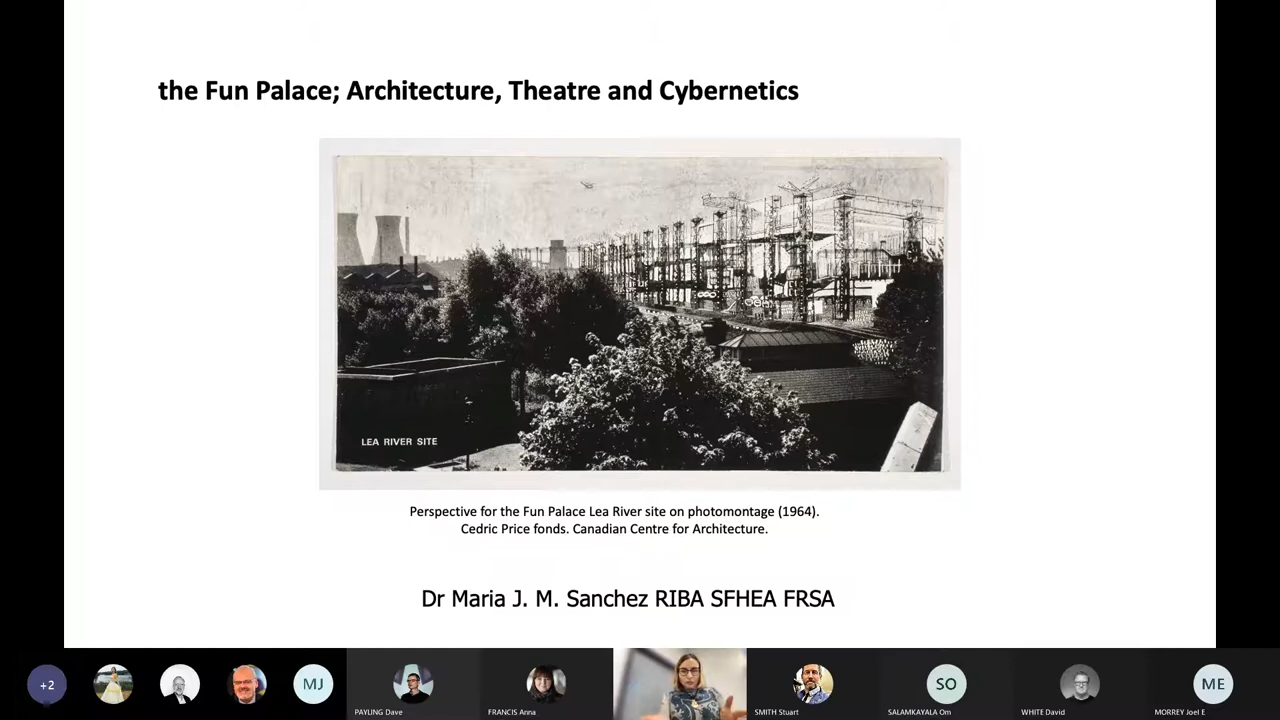 the Fun Palace; Architecture, Theatre and Cybernetics
LEA RIVER SITE
Perspective for the Fun Palace Lea River site on photomontage (1964).
Cedric Price fonds. Canadian Centre for Architecture.
Dr Maria J. M. Sanchez RIBA SFHEA FRSA
+2
MJ
PAYLING Dave
FRANCIS Anna
SMITH Stuart
SO
SALAMKAYALA Om
WHITE David
ME
MORREY Joel E